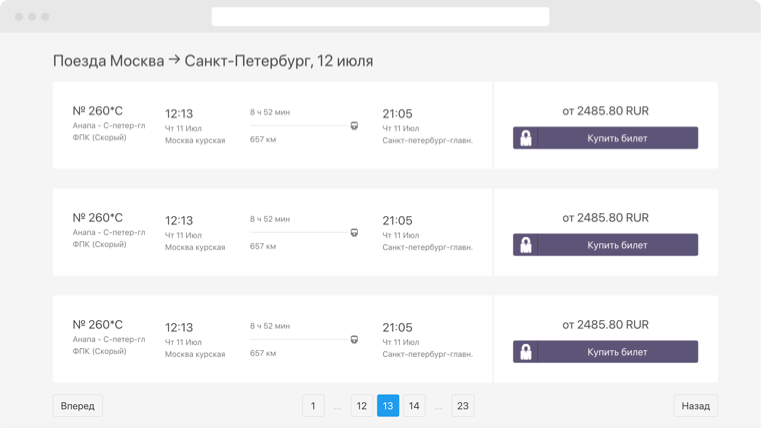 Поезда Москва → Санкт-Петербург, 12 июля
№ 260*С
Анапа - С-петер-гл
ФПК (Скорый)
12:13
Чт 11 Июл
Москва курская
8 ч 52 мин
657 км
21:05
Чт 11 Июл
Санкт-петербург-главн.
от 2485.80 RUR
Купить билет
№ 260*С
Анапа - С-петер-гл
ФПК (Скорый)
12:13
Чт 11 Июл
Москва курская
8 ч 52 мин
657 км
21:05
Чт 11 Июл
Санкт-петербург-главн.
от 2485.80 RUR
Купить билет
№ 260*С
Анапа - С-петер-гл
ФПК (Скорый)
12:13
Чт 11 Июл
Москва курская
8 ч 52 мин
657 км
21:05
Чт 11 Июл
Санкт-петербург-главн.
от 2485.80 RUR
Купить билет
Вперед 1 ... 12 13 14 ... 23 Назад